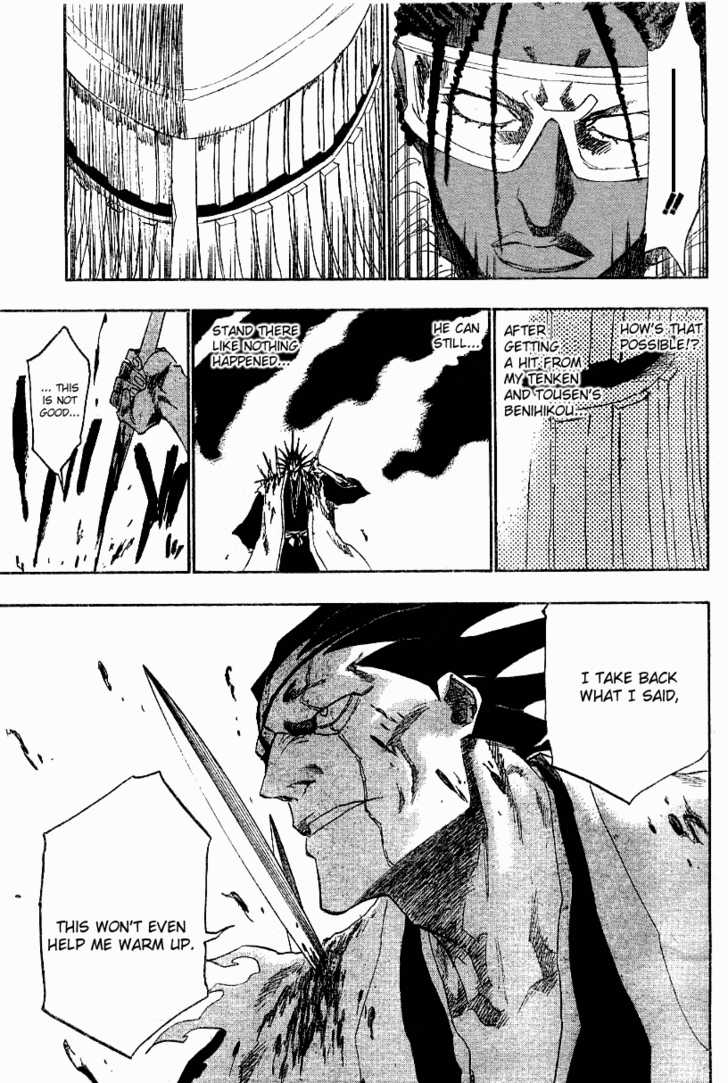 !!
HOW'S THAT
POSSIBLE!?
AFTER
GETTING
A HIT FROM
MY TENKEN
AND TOUSEN'S
BENIHIKOU...
HE CAN
STILL...
STAND THERE
LIKE NOTHING
HAPPENED...
... THIS
IS NOT
GOOD...
I TAKE BACK
WHAT I SAID,
THIS WON'T EVEN
HELP ME WARM UP.